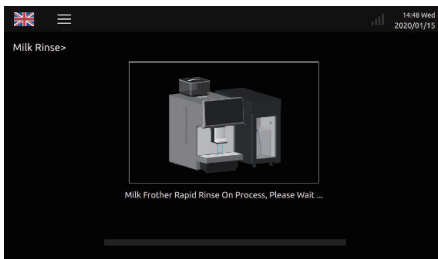 14:48 Wed
2020/01/15
Milk Rinse>
Milk Frother Rapid Rinse On Process, Please Wait ...